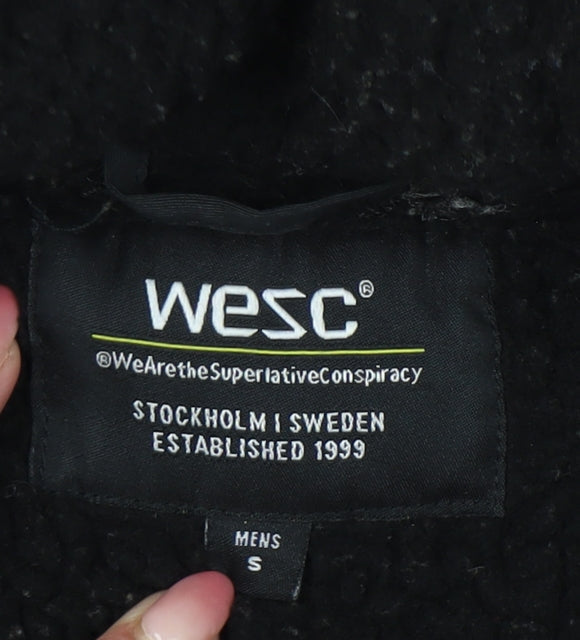 wesc®
®WeAretheSuperlativeConspiracy
STOCKHOLM | SWEDEN
ESTABLISHED 1999
MENS
S